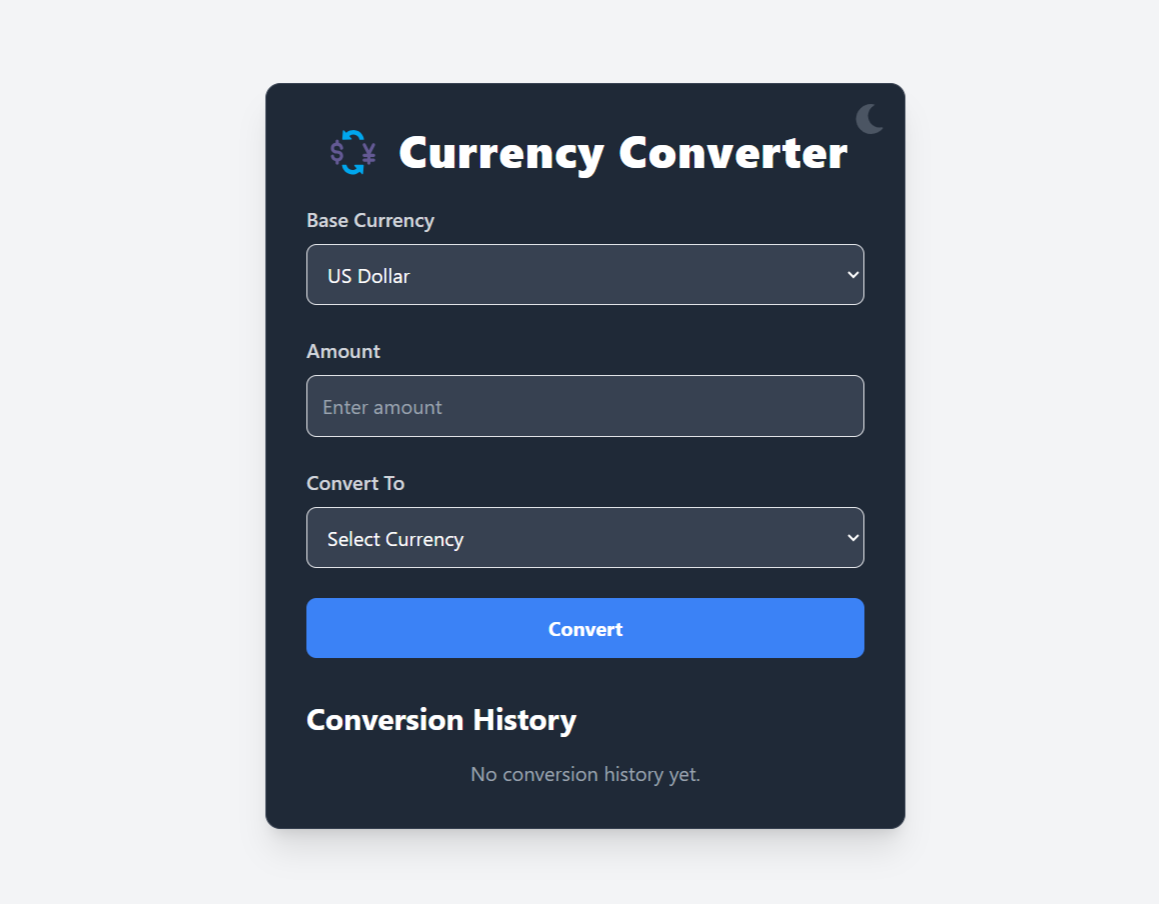 $ ¥
Currency Converter
Base Currency
US Dollar
Amount
Enter amount
Convert To
Select Currency
Convert
Conversion History
No conversion history yet.